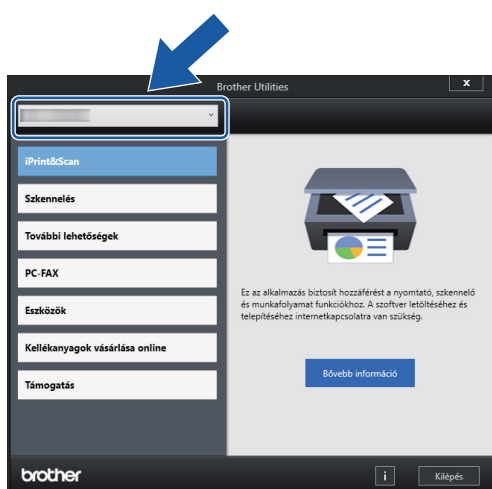 Brother Utilities
x
iPrint&Scan
Szkennelés
További lehetőségek
PC-FAX
Eszközök
Kellékanyagok vásárlása online
Támogatás
Ez az alkalmazás biztosít hozzáférést a nyomtató, szkennelő
és munkafolyamat funkciókhoz. A szoftver letöltéséhez és
telepítéséhez internetkapcsolatra van szükség.
Bővebb információ
brother
i
Kilépés